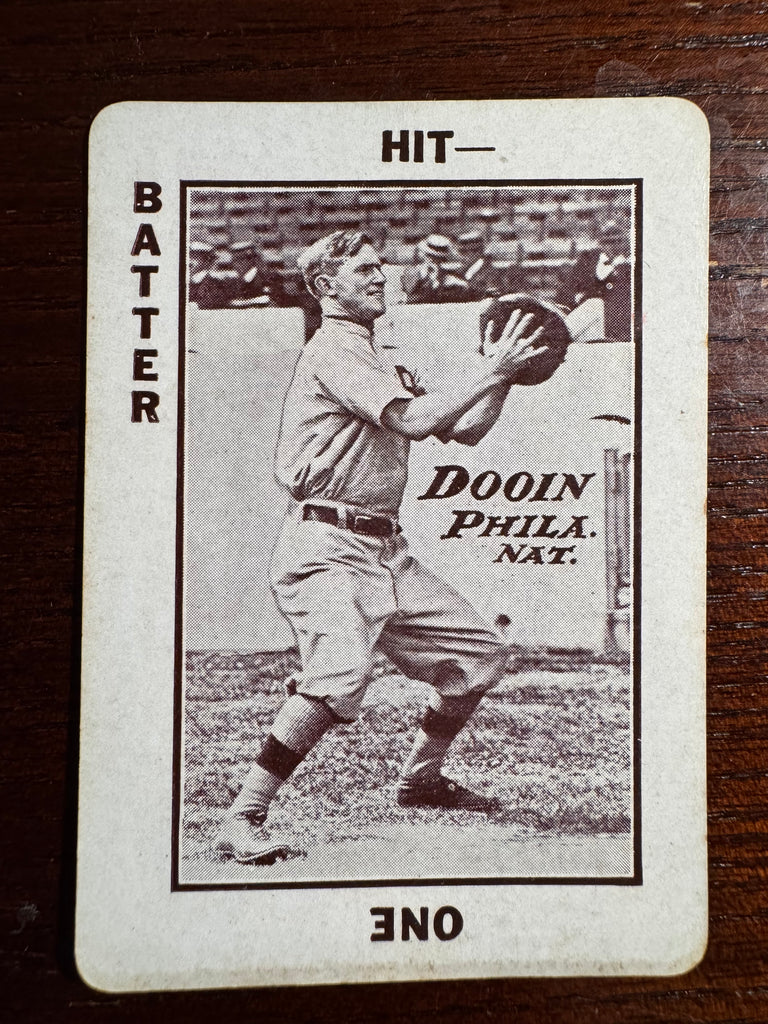 HIT—
BATTER
DOOIN
PHILA.
NAT.
ONE